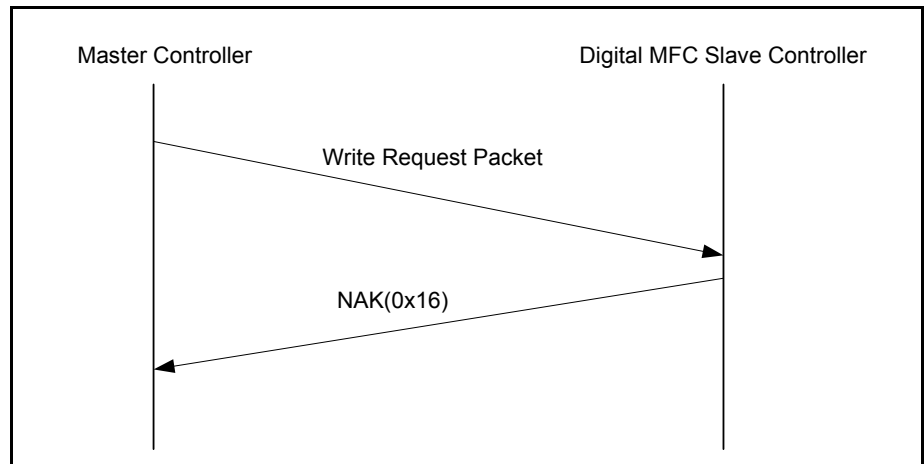 Master Controller
Digital MFC Slave Controller
Write Request Packet
NAK(0x16)